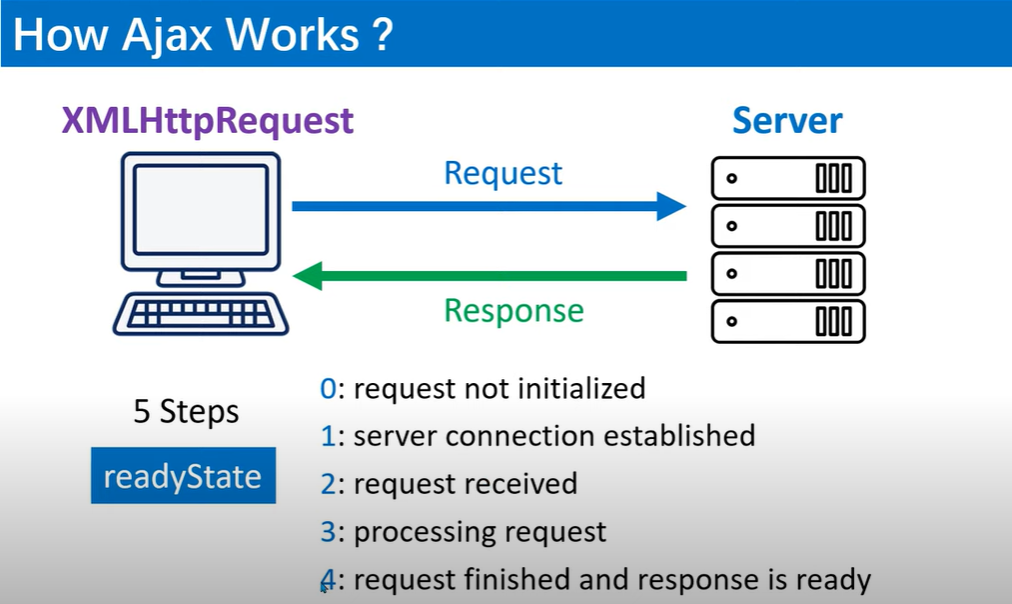 How Ajax Works ?
XMLHttpRequest
Server
Request
Response
5 Steps
readyState
0: request not initialized
1: server connection established
2: request received
3: processing request
4: request finished and response is ready